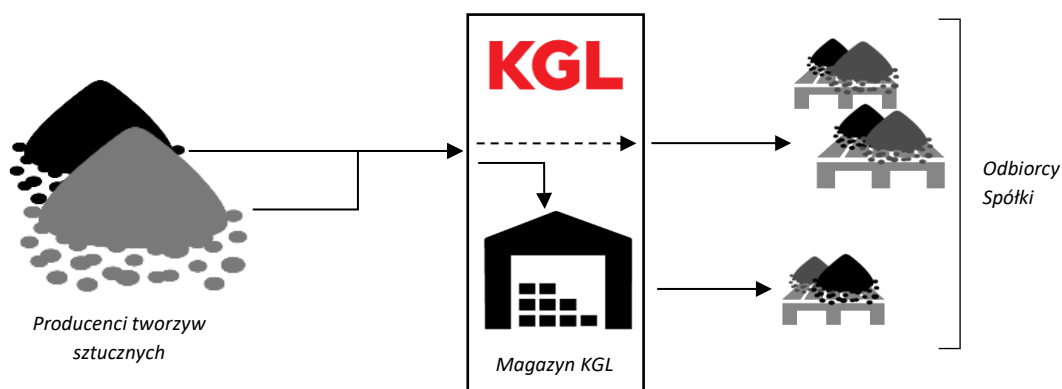 KGL
Odbiorcy
Spółki
Producenci tworzyw
sztucznych
Magazyn KGL